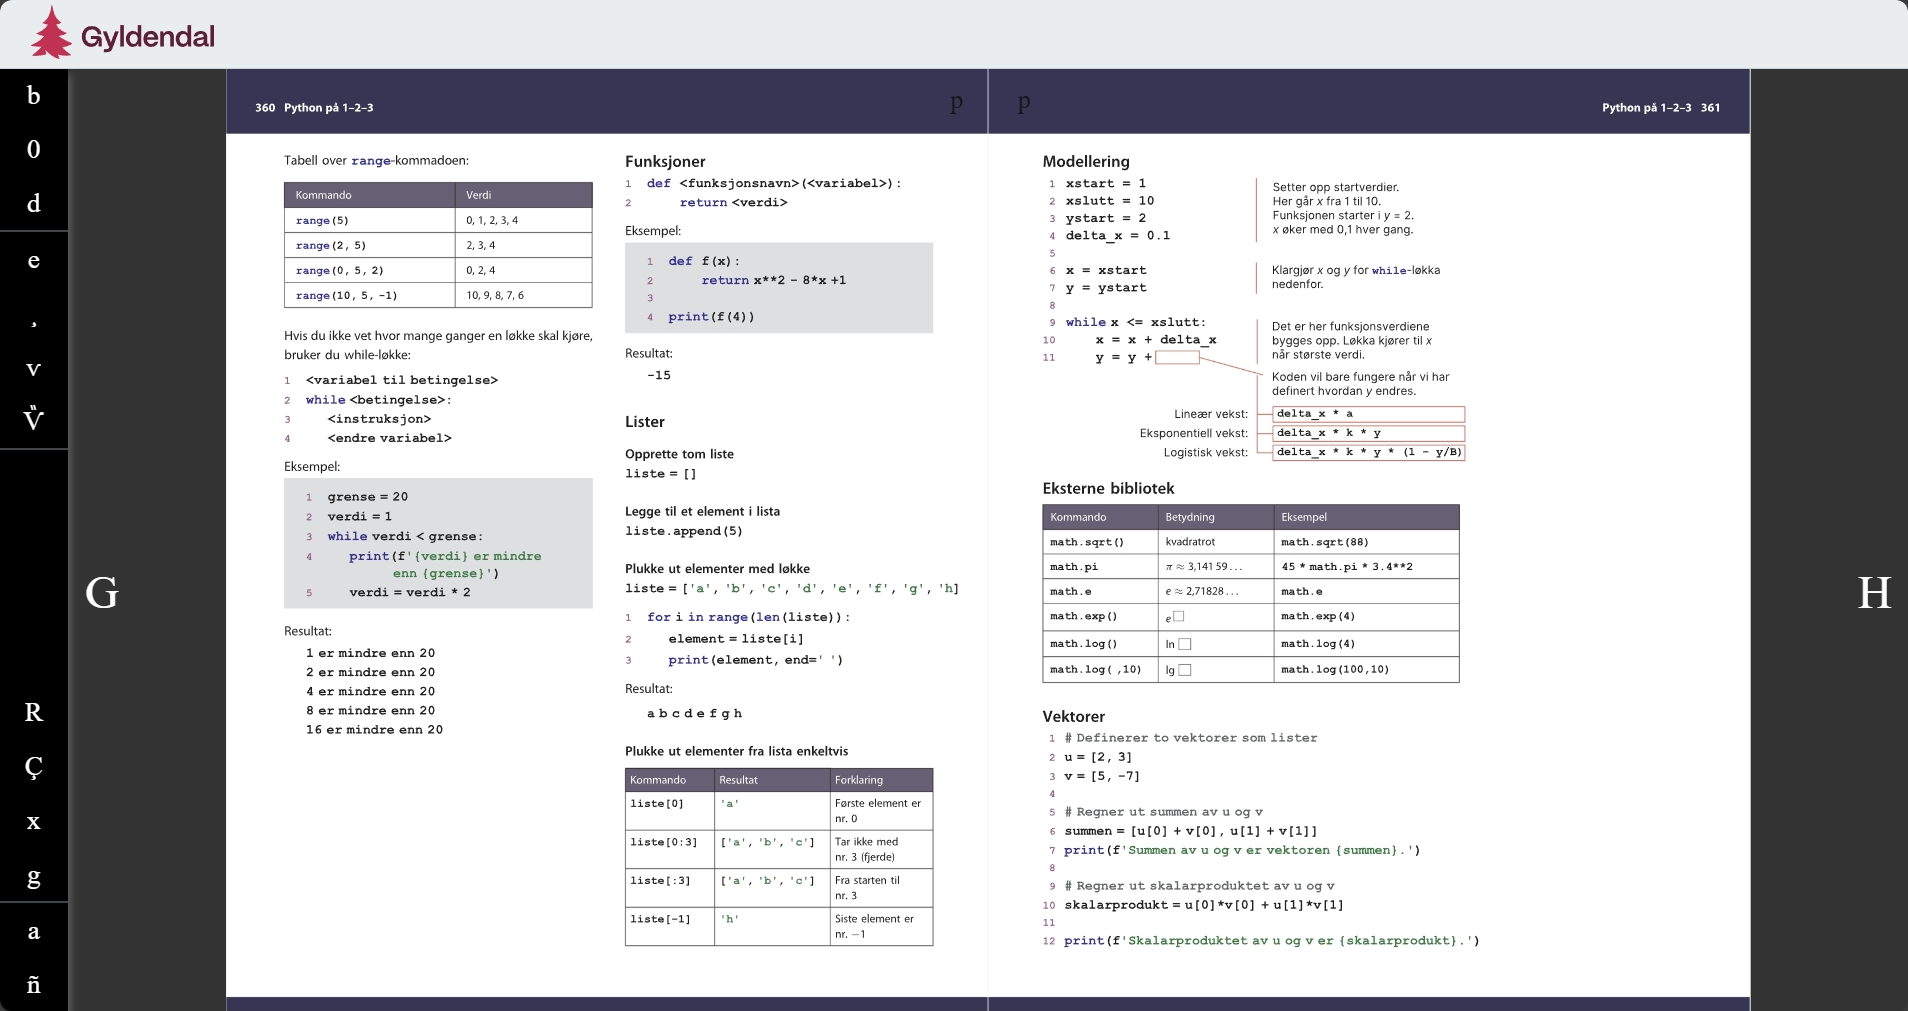 Gyldendal
b
0
d
e
¸
v
R
Ç
x
g
a
ñ
G
H
360 Python på 1–2–3
p
Tabell over range-kommadoen:
Kommando Verdi
range(5) 0, 1, 2, 3, 4
range(2, 5) 2, 3, 4
range(0, 5, 2) 0, 2, 4
range(10, 5, -1) 10, 9, 8, 7, 6
Hvis du ikke vet hvor mange ganger en løkke skal kjøre,
bruker du while-løkke:
1 <variabel til betingelse>
2 while <betingelse>:
3 <instruksjon>
4 <endre variabel>
Eksempel:
1 grense = 20
2 verdi = 1
3 while verdi < grense:
4 print(f'{verdi} er mindre
enn {grense}')
5 verdi = verdi * 2
Resultat:
1 er mindre enn 20
2 er mindre enn 20
4 er mindre enn 20
8 er mindre enn 20
16 er mindre enn 20
Funksjoner
1 def <funksjonsnavn>(<variabel>):
2 return <verdi>
Eksempel:
1 def f(x):
2 return x**2 - 8*x +1
3
4 print(f(4))
Resultat:
-15
Lister
Opprette tom liste
liste = []
Legge til et element i lista
liste.append(5)
Plukke ut elementer med løkke
liste = ['a', 'b', 'c', 'd', 'e', 'f', 'g', 'h]
1 for i in range(len(liste)):
2 element = liste[i]
3 print(element, end=' ')
Resultat:
a b c d e f g h
Plukke ut elementer fra lista enkeltvis
Kommando Resultat Forklaring
liste[0] 'a' Første element er
nr. 0
liste[0:3] ['a', 'b', 'c'] Tar ikke med
nr. 3 (fjerde)
liste[:3] ['a', 'b', 'c'] Fra starten til
nr. 3
liste[-1] 'h' Siste element er
nr. −1
p
Python på 1–2–3 361
Modellering
1 xstart = 1
2 xslutt = 10
3 ystart = 2
4 delta_x = 0.1
5
6 x = xstart
7 y = ystart
8
9 while x <= xslutt:
10 x = x + delta_x
11 y = y +
Setter opp startverdier.
Her går x fra 1 til 10.
Funksjonen starter i y = 2.
x øker med 0,1 hver gang.
Klargjør x og y for while-løkka
nedenfor.
Det er her funksjonsverdiene
bygges opp. Løkka kjører til x
når største verdi.
Koden vil bare fungere når vi har
definert hvordan y endres.
Lineær vekst: delta_x * a
Eksponentiell vekst: delta_x * k * y
Logistisk vekst: delta_x * k * y * (1 - y/B)
Eksterne bibliotek
Kommando Betydning Eksempel
math.sqrt() kvadratrot math.sqrt(88)
math.pi π ≈ 3,141 59... 45 * math.pi * 3.4**2
math.e e ≈ 2,71828... math.e
math.exp() e□ math.exp(4)
math.log() ln □ math.log(4)
math.log( ,10) lg □ math.log(100,10)
Vektorer
1 # Definerer to vektorer som lister
2 u = [2, 3]
3 v = [5, -7]
4
5 # Regner ut summen av u og v
6 summen = [u[0] + v[0], u[1] + v[1]]
7 print(f'Summen av u og v er vektoren {summen}.')
8
9 # Regner ut skalarproduktet av u og v
10 skalarprodukt = u[0]*v[0] + u[1]*v[1]
11
12 print(f'Skalarproduktet av u og v er {skalarprodukt}.')